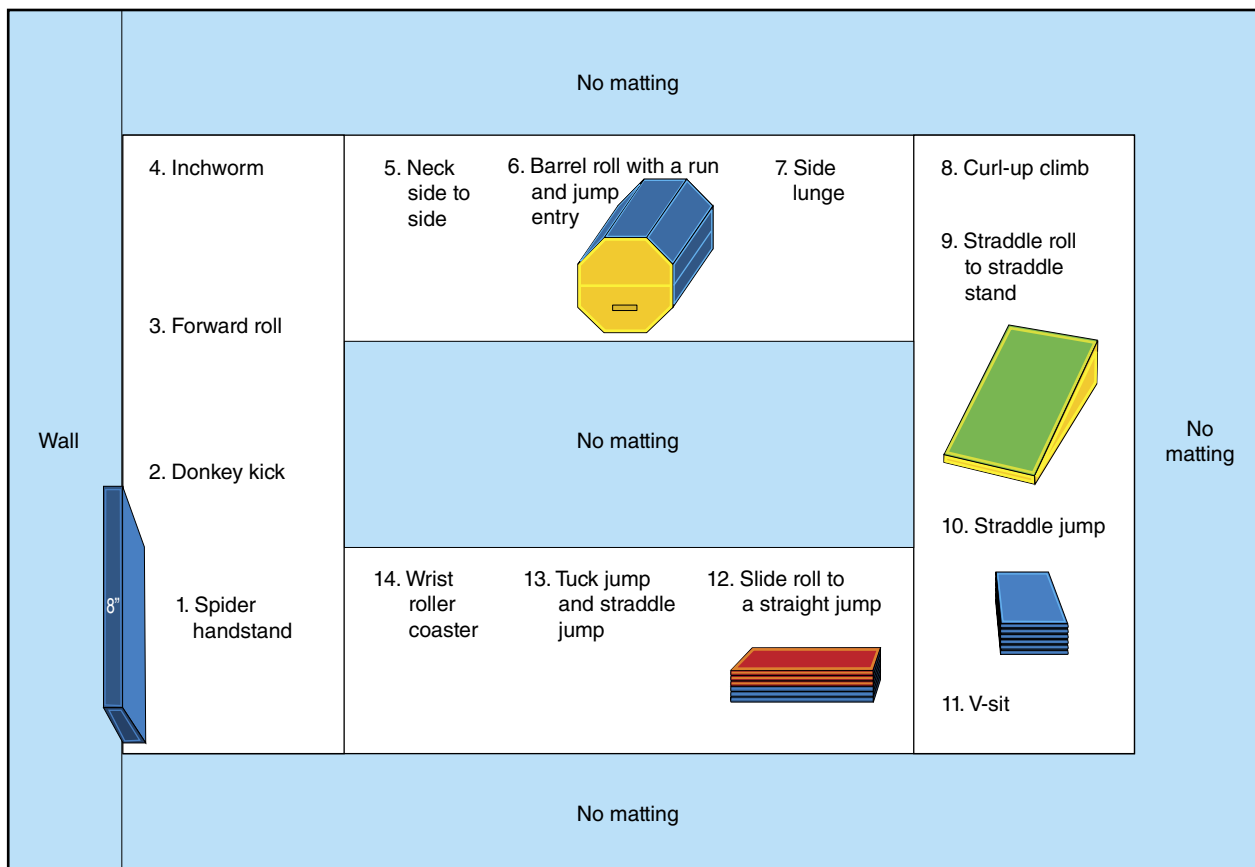 No matting
4. Inchworm
5. Neck
side to
side
6. Barrel roll with a run
and jump
entry
7. Side
lunge
8. Curl-up climb
9. Straddle roll
to straddle
stand
3. Forward roll
Wall
No matting
No
matting
2. Donkey kick
10. Straddle jump
8”
1. Spider
handstand
14. Wrist
roller
coaster
13. Tuck jump
and straddle
jump
12. Slide roll to
a straight jump
11. V-sit
No matting